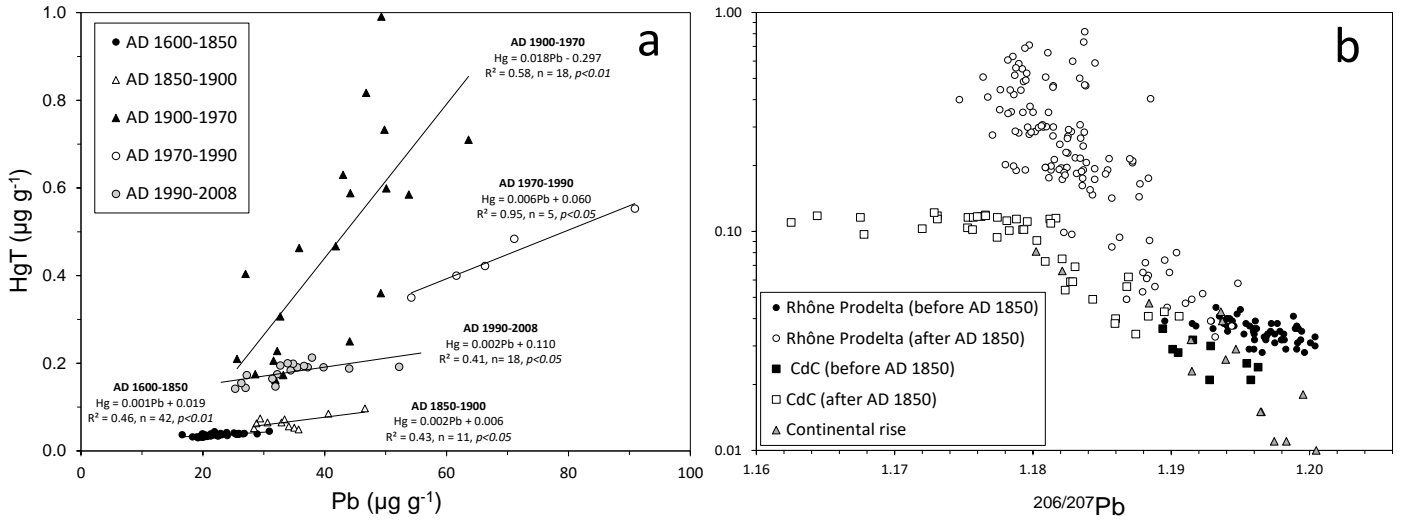 a
AD 1600-1850
AD 1850-1900
AD 1900-1970
AD 1970-1990
AD 1990-2008
AD 1900-1970
Hg = 0.018Pb - 0.297
R² = 0.58, n = 18, p<0.01
AD 1970-1990
Hg = 0.006Pb + 0.060
R² = 0.95, n = 5, p<0.05
AD 1990-2008
Hg = 0.002Pb + 0.110
R² = 0.41, n= 18, p<0.05
AD 1600-1850
Hg = 0.001Pb + 0.019
R² = 0.46, n = 42, p<0.01
AD 1850-1900
Hg = 0.002Pb + 0.006
R² = 0.43, n = 11, p<0.05
HgT (µg g⁻¹)
1.0
0.8
0.6
0.4
0.2
0.0
0 20 40 60 80 100
Pb (µg g⁻¹)
b
1.00
0.10
0.01
Rhône Prodelta (before AD 1850)
Rhône Prodelta (after AD 1850)
CdC (before AD 1850)
CdC (after AD 1850)
Continental rise
1.16 1.17 1.18 1.19 1.20
206/207Pb